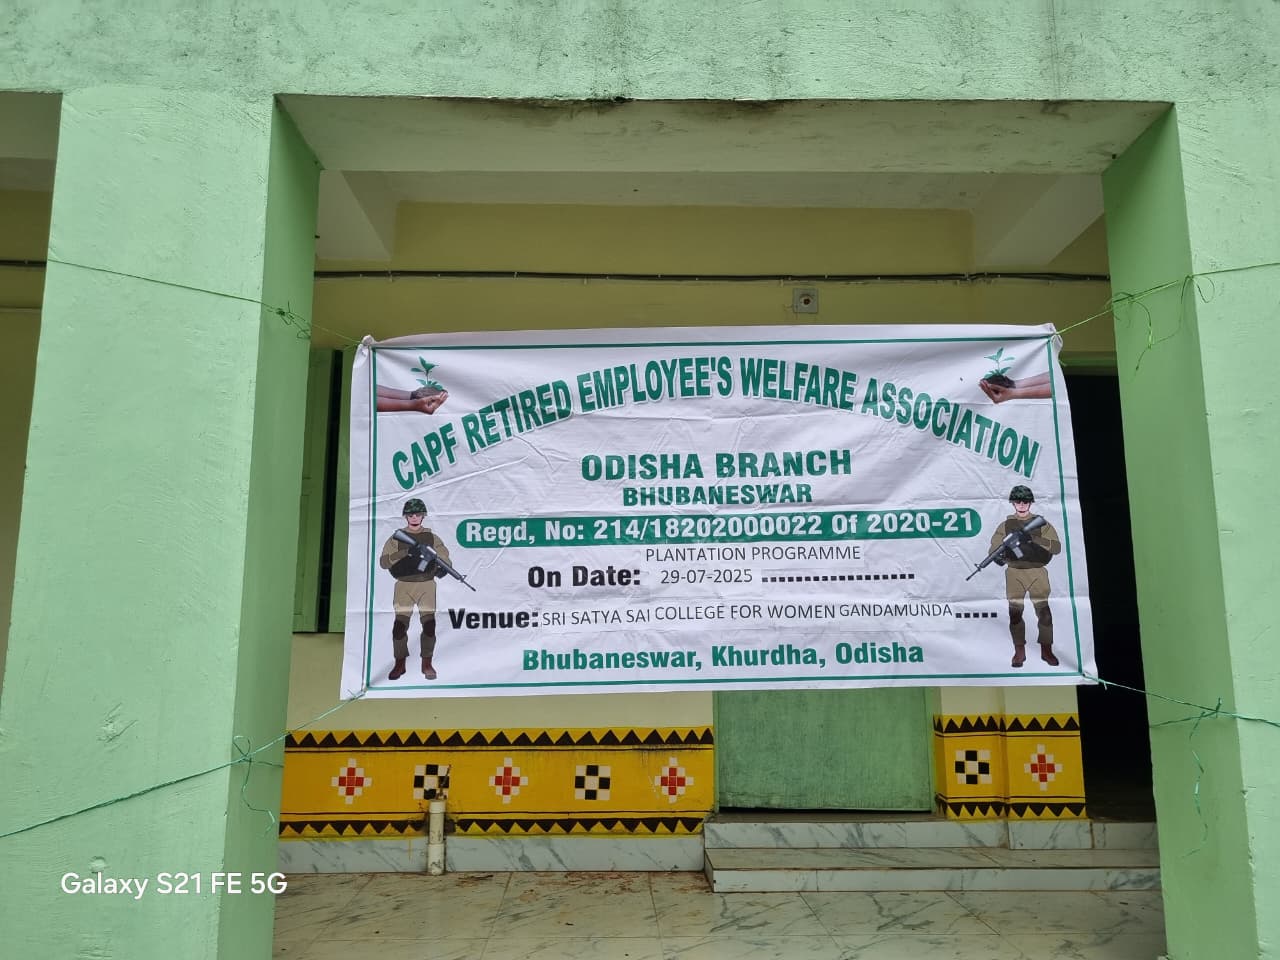 CAPF RETIRED EMPLOYEE'S WELFARE ASSOCIATION
ODISHA BRANCH
BHUBANESWAR
Regd, No: 214/18202000022 Of 2020-21
PLANTATION PROGRAMME
On Date: 29-07-2025 ..................
Venue: SRI SATYA SAI COLLEGE FOR WOMEN GANDAMUNDA .....
Bhubaneswar, Khurdha, Odisha
Galaxy S21 FE 5G